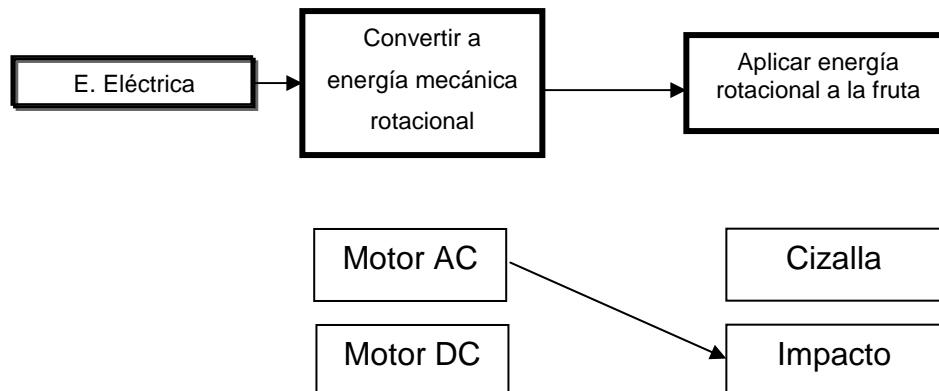 E. Eléctrica
Convertir a
energía mecánica
rotacional
Aplicar energía
rotacional a la fruta
Motor AC
Cizalla
Motor DC
Impacto